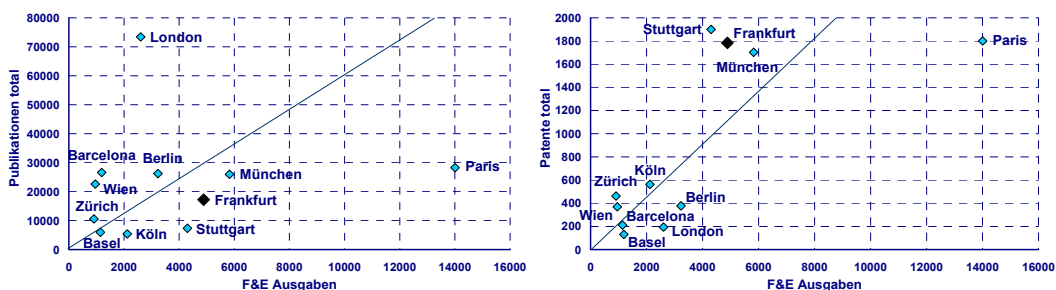 80000
70000
60000
50000
40000
30000
20000
10000
0
Publikationen total
London
Barcelona
Berlin
Wien
München
Paris
Frankfurt
Zürich
Basel
Köln
Stuttgart
0 2000 4000 6000 8000 10000 12000 14000 16000
F&E Ausgaben
2000
1800
1600
1400
1200
1000
800
600
400
200
0
Patente total
Stuttgart
Frankfurt
Paris
München
Köln
Zürich
Berlin
Wien
Barcelona
London
Basel
0 2000 4000 6000 8000 10000 12000 14000 16000
F&E Ausgaben